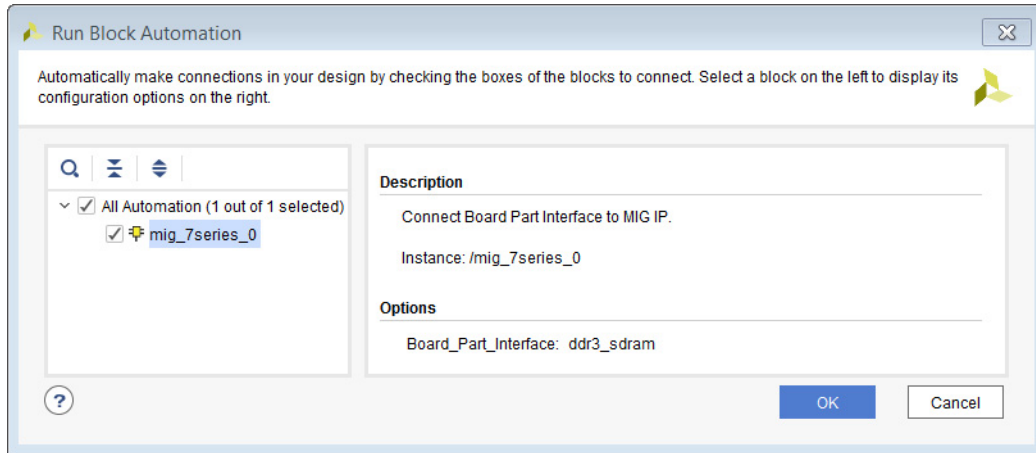 Run Block Automation
Automatically make connections in your design by checking the boxes of the blocks to connect. Select a block on the left to display its
configuration options on the right.
All Automation (1 out of 1 selected)
mig_7series_0
Description
Connect Board Part Interface to MIG IP.
Instance: /mig_7series_0
Options
Board_Part_Interface: ddr3_sdram
?
OK
Cancel